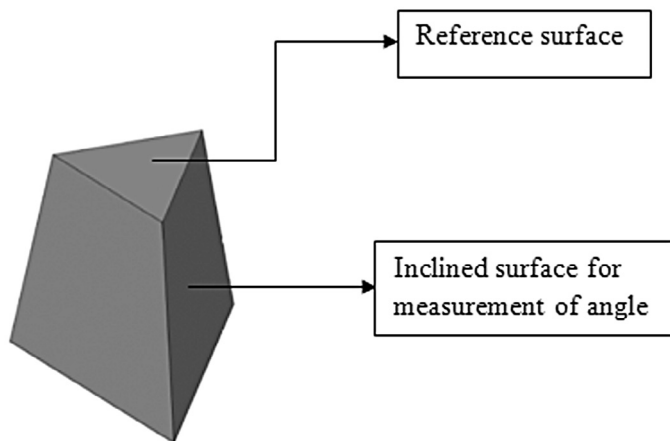 Reference surface
Inclined surface for
measurement of angle